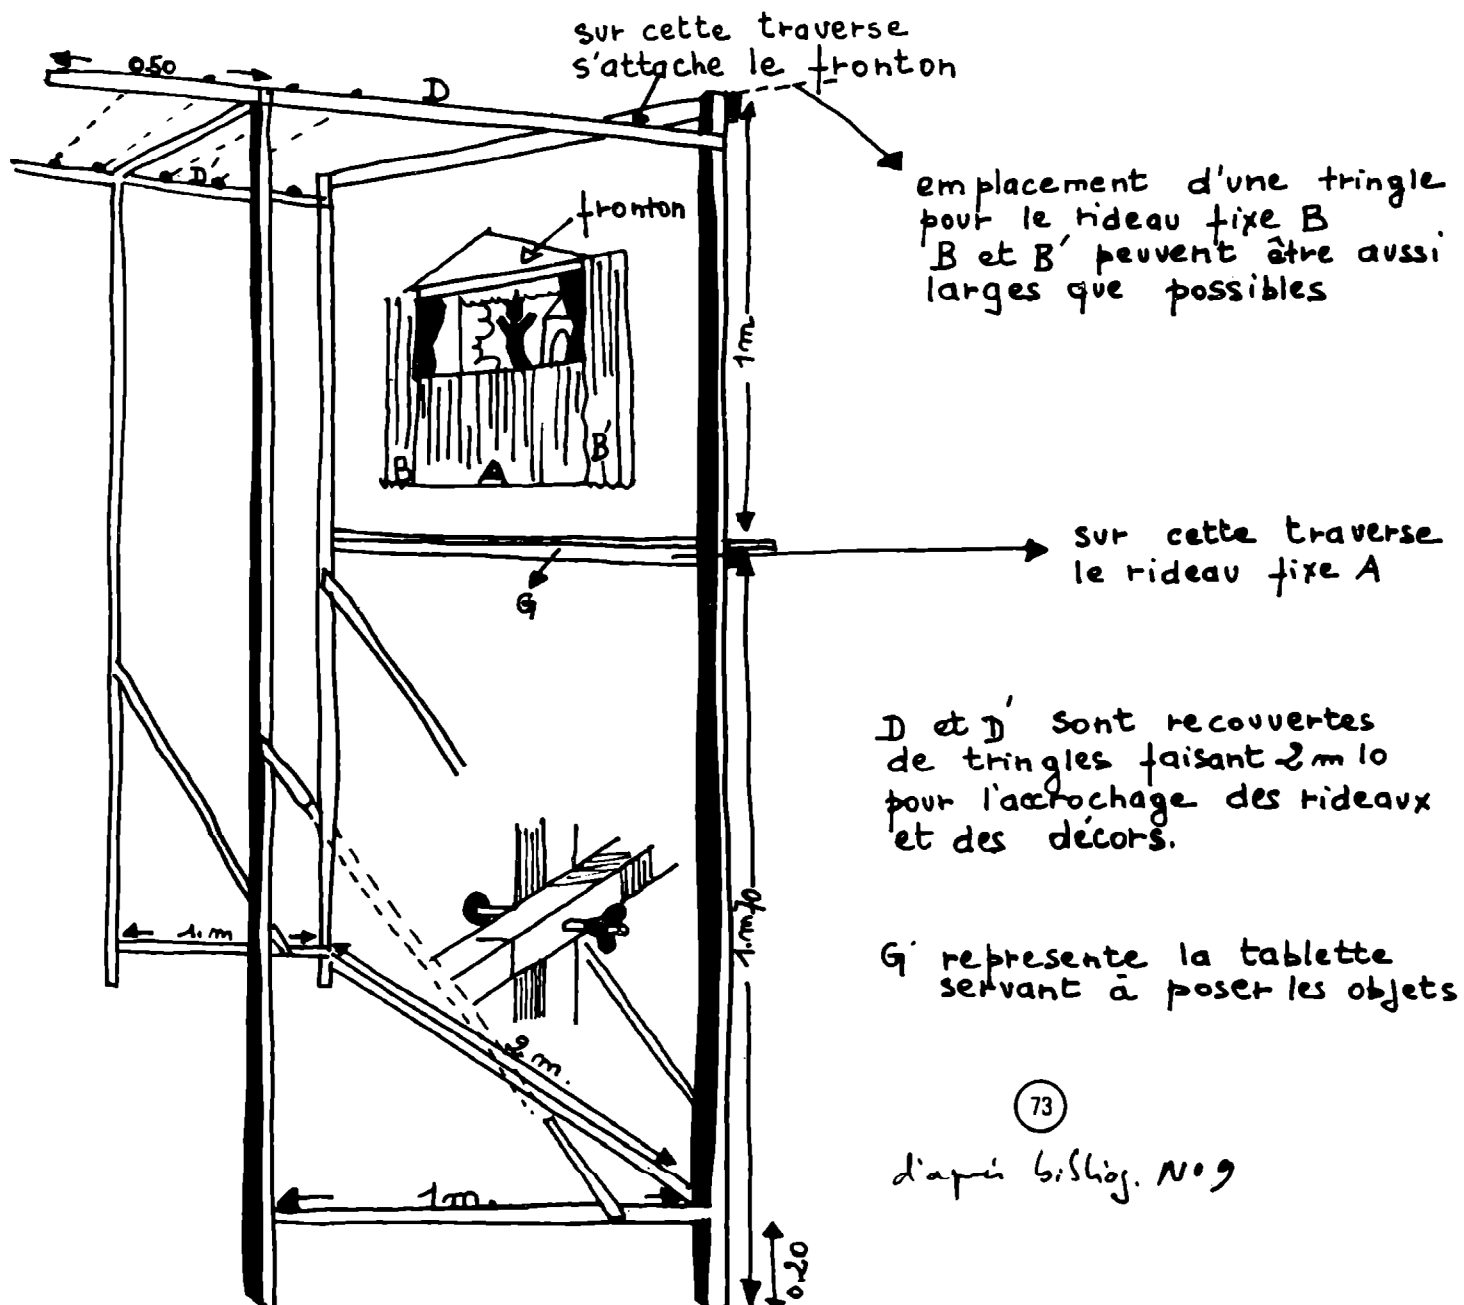 sur cette traverse
s'attache le fronton
0.50
D
D'
fronton
emplacement d'une tringle
pour le rideau fixe B
B et B' peuvent être aussi
larges que possibles
1m
B
A
B'
sur cette traverse
le rideau fixe A
G
D et D' sont recouvertes
de tringles faisant 2 m 10
pour l'accrochage des rideaux
et des décors.
1.m
1.m70
G représente la tablette
servant à poser les objets
2 m.
73
d'après bibliog. N° 9
1m.
0.20